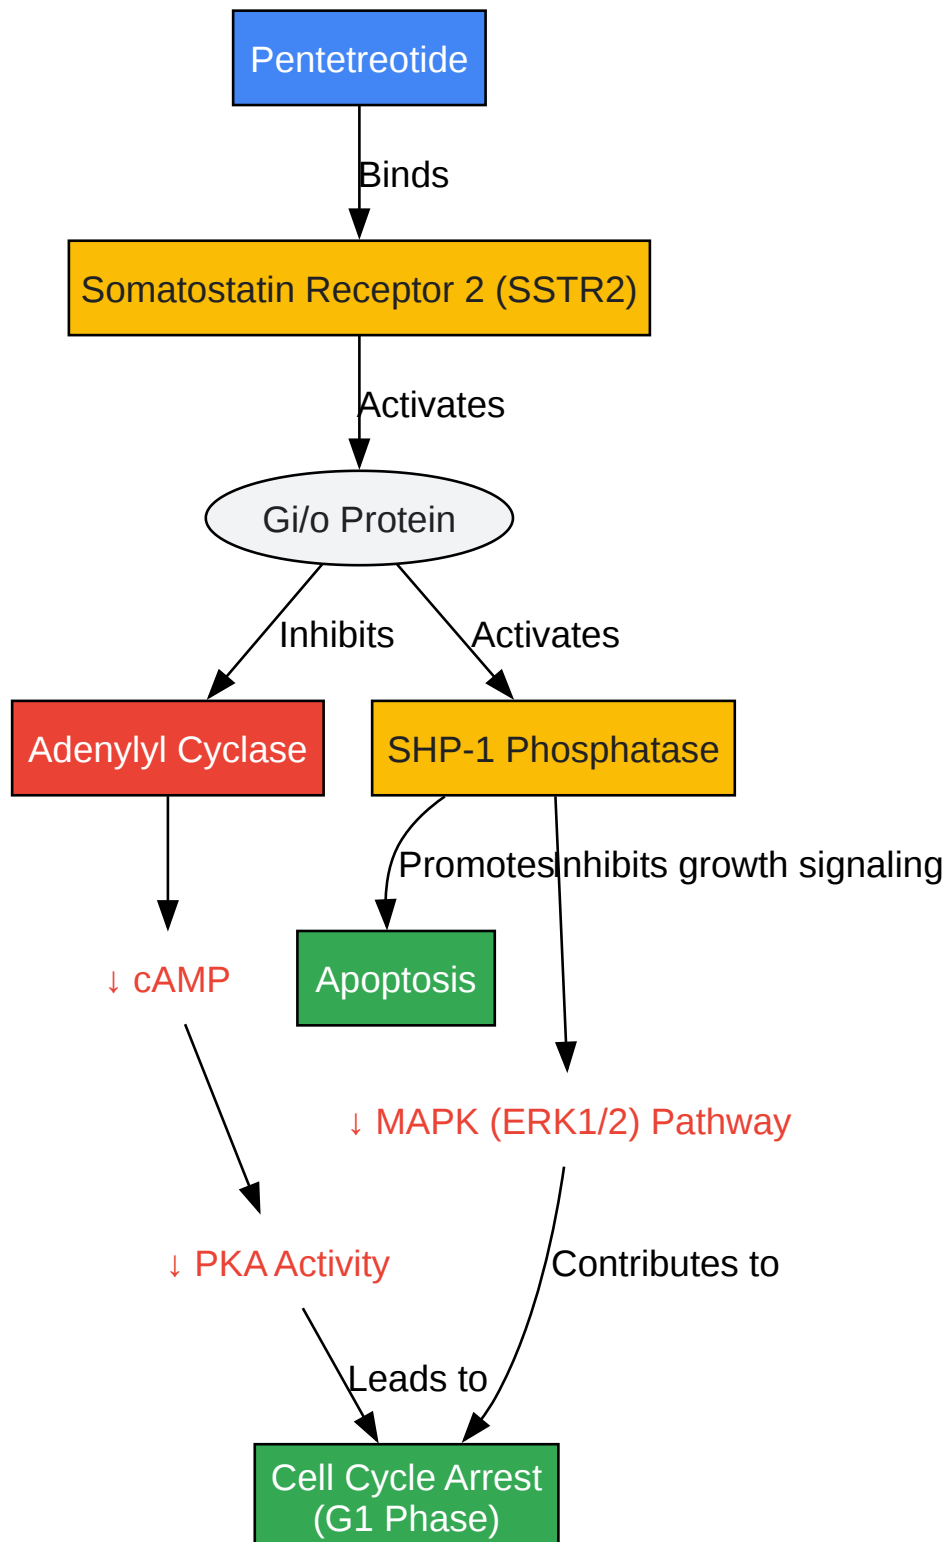 Pentetreotide
Binds
Somatostatin Receptor 2 (SSTR2)
Activates
Gi/o Protein
Inhibits
Activates
Adenylyl Cyclase
SHP-1 Phosphatase
Promotes
Inhibits growth signaling
↓ cAMP
Apoptosis
↓ MAPK (ERK1/2) Pathway
↓ PKA Activity
Contributes to
Leads to
Cell Cycle Arrest
(G1 Phase)